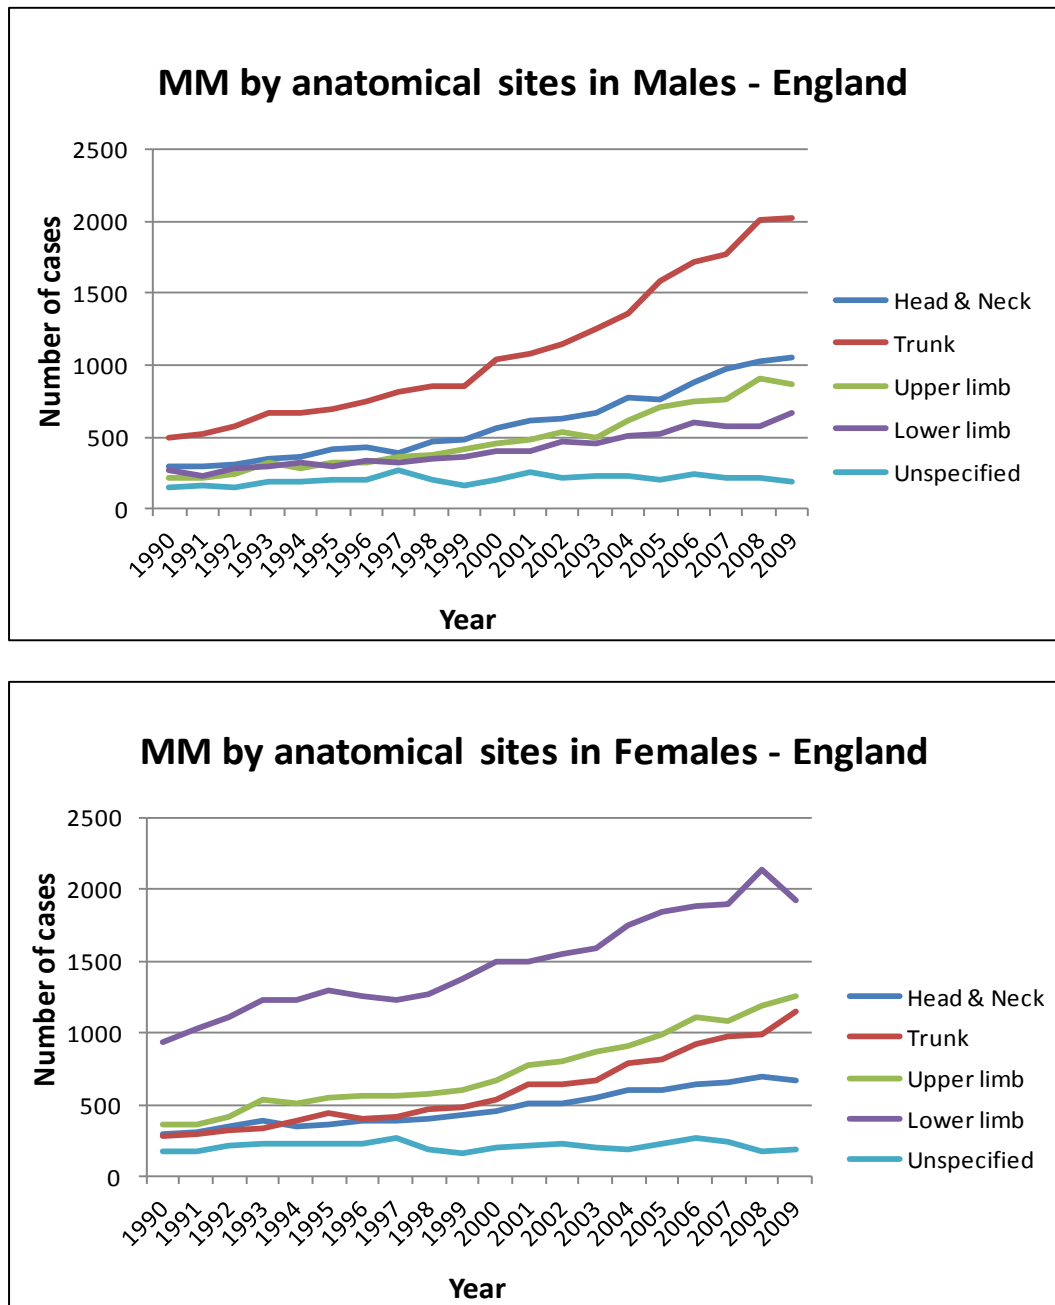 MM by anatomical sites in Males - England
Number of cases
2500
2000
1500
1000
500
0
1990 1991 1992 1993 1994 1995 1996 1997 1998 1999 2000 2001 2002 2003 2004 2005 2006 2007 2008 2009
Year
Head & Neck
Trunk
Upper limb
Lower limb
Unspecified
MM by anatomical sites in Females - England
Number of cases
2500
2000
1500
1000
500
0
1990 1991 1992 1993 1994 1995 1996 1997 1998 1999 2000 2001 2002 2003 2004 2005 2006 2007 2008 2009
Year
Head & Neck
Trunk
Upper limb
Lower limb
Unspecified